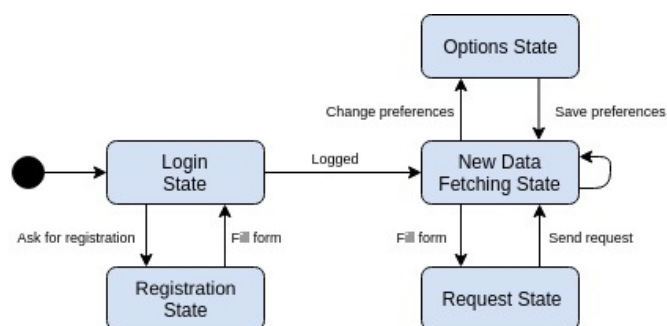 Options State
Change preferences
Save preferences
Login
State
Logged
New Data
Fetching State
Ask for registration
Fill form
Fill form
Send request
Registration
State
Request State